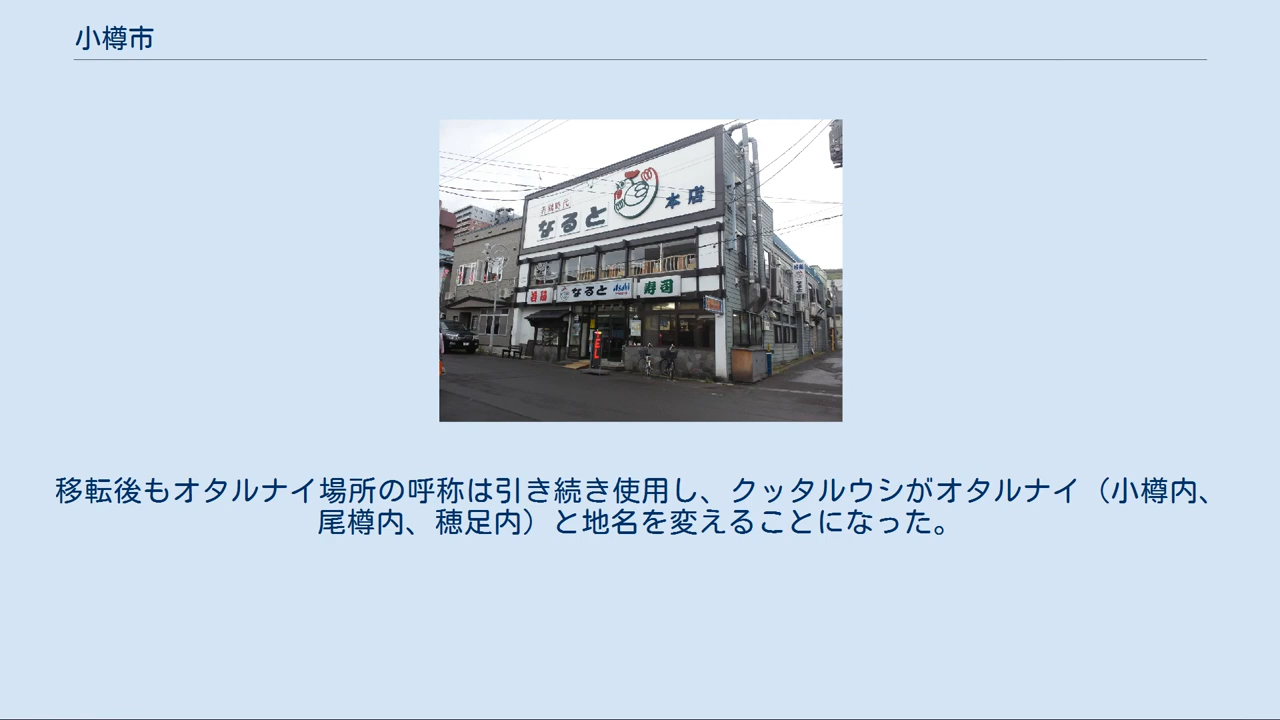 小樽市
若鶏時代
なると
本店
若鶏
なると
Asahi
寿司
移転後もオタルナイ場所の呼称は引き続き使用し、クッタルウシがオタルナイ（小樽内、
尾樽内、穂足内）と地名を変えることになった。